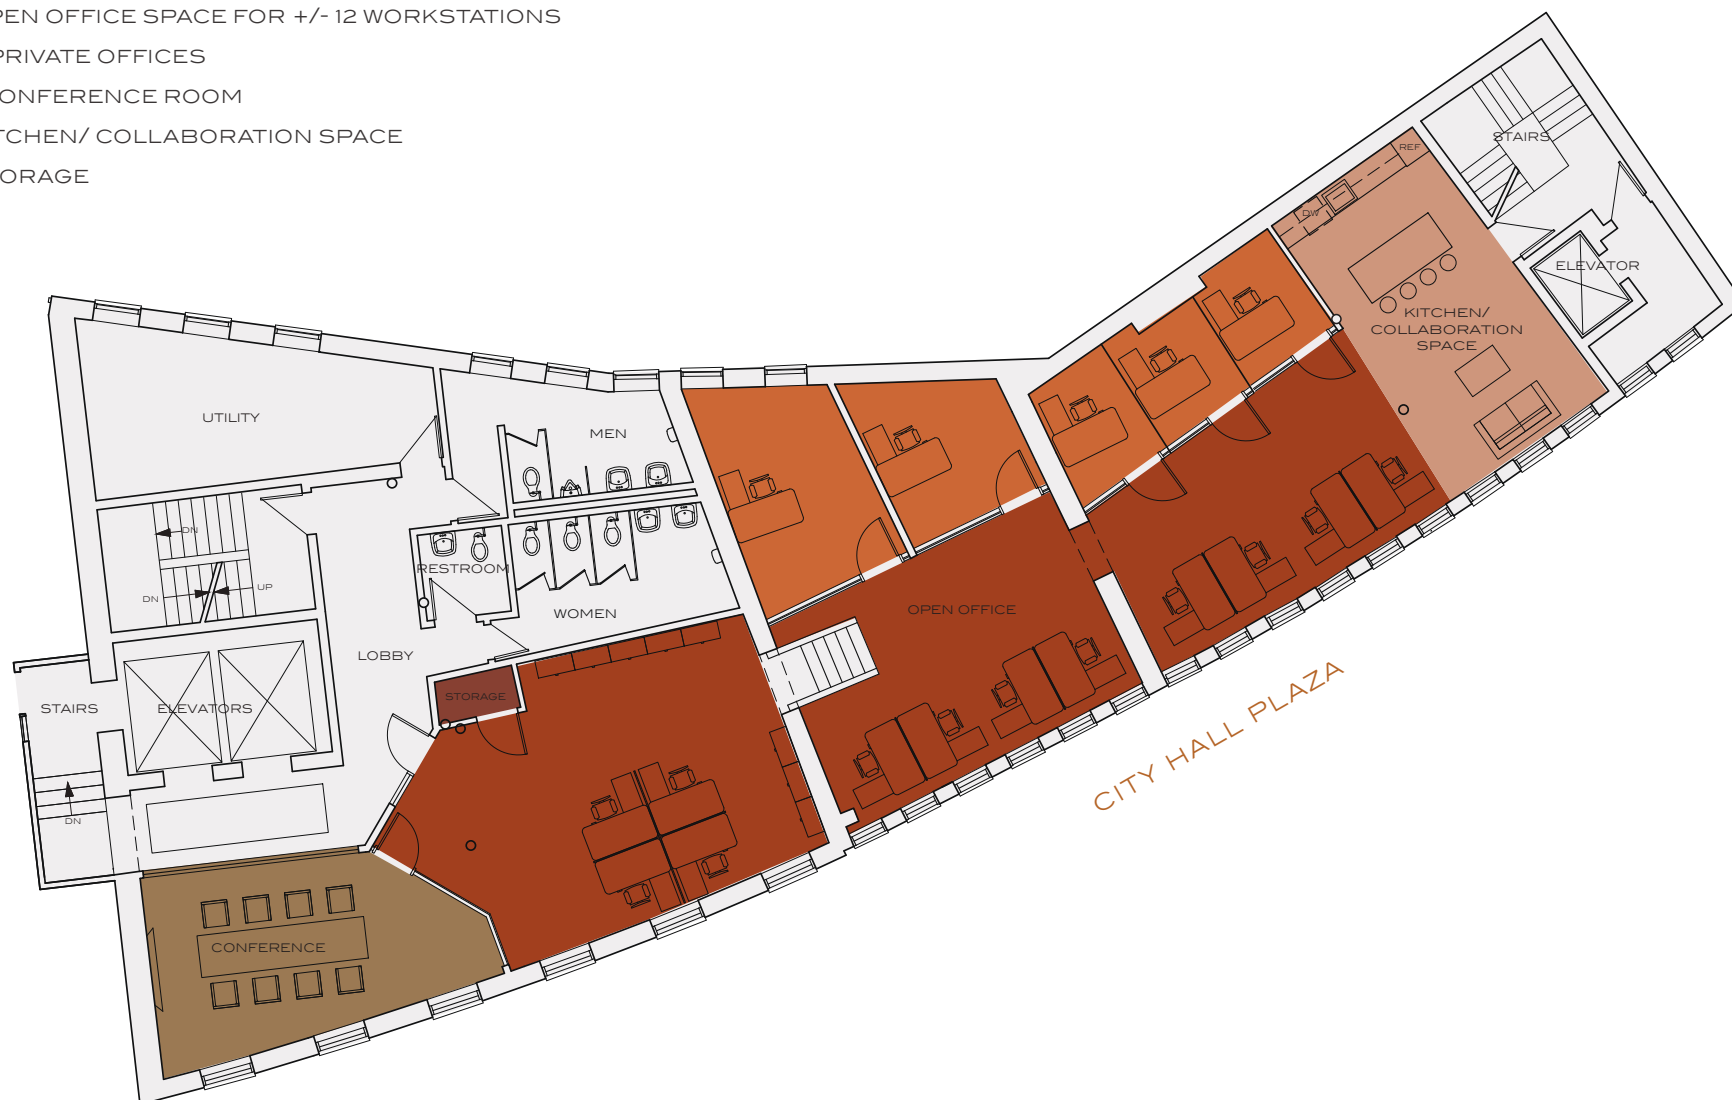 PEN OFFICE SPACE FOR +/- 12 WORKSTATIONS
PRIVATE OFFICES
ONFERENCE ROOM
TCHEN/ COLLABORATION SPACE
ORAGE
STAIRS
REF
DW
ELEVATOR
KITCHEN/
COLLABORATION
SPACE
UTILITY
MEN
DN
RESTROOM
UP
DN
WOMEN
OPEN OFFICE
LOBBY
STORAGE
STAIRS
ELEVATORS
CITY HALL PLAZA
DN
CONFERENCE